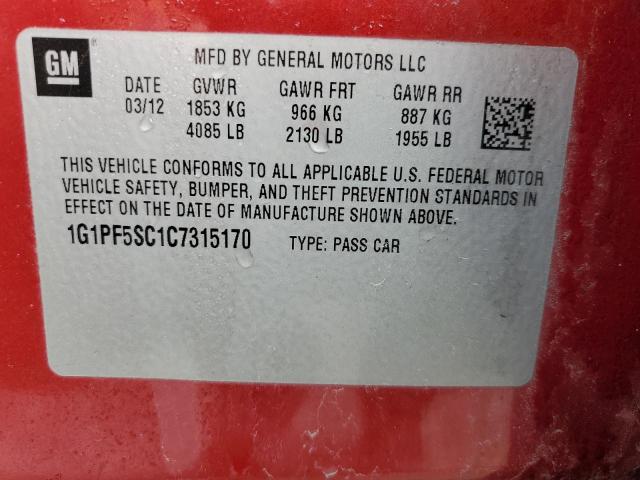 GM
MFD BY GENERAL MOTORS LLC
DATE GVWR GAWR FRT GAWR RR
03/12 1853 KG 966 KG 887 KG
4085 LB 2130 LB 1955 LB
THIS VEHICLE CONFORMS TO ALL APPLICABLE U.S. FEDERAL MOTOR
VEHICLE SAFETY, BUMPER, AND THEFT PREVENTION STANDARDS IN
EFFECT ON THE DATE OF MANUFACTURE SHOWN ABOVE.
1G1PF5SC1C7315170 TYPE: PASS CAR